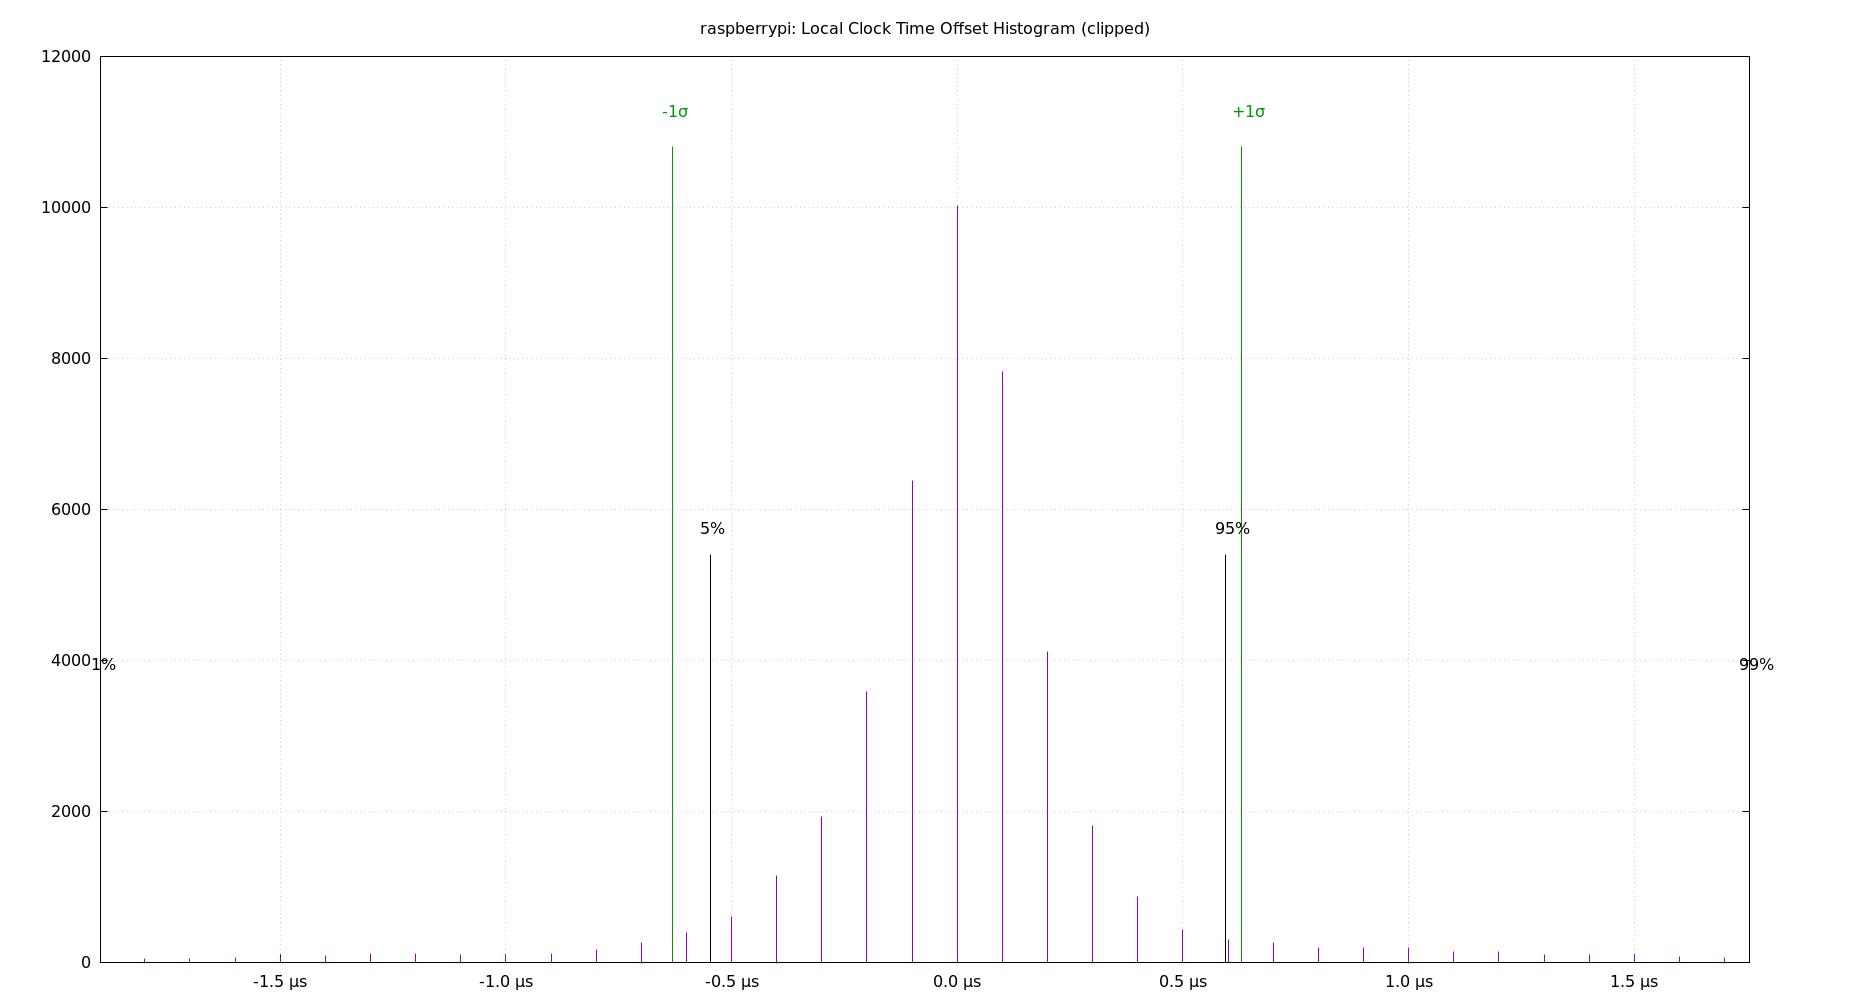 raspberrypi: Local Clock Time Offset Histogram (clipped)
12000
-1σ
+1σ
10000
8000
6000
5%
95%
4000
1%
99%
2000
0
-1.5 µs
-1.0 µs
-0.5 µs
0.0 µs
0.5 µs
1.0 µs
1.5 µs